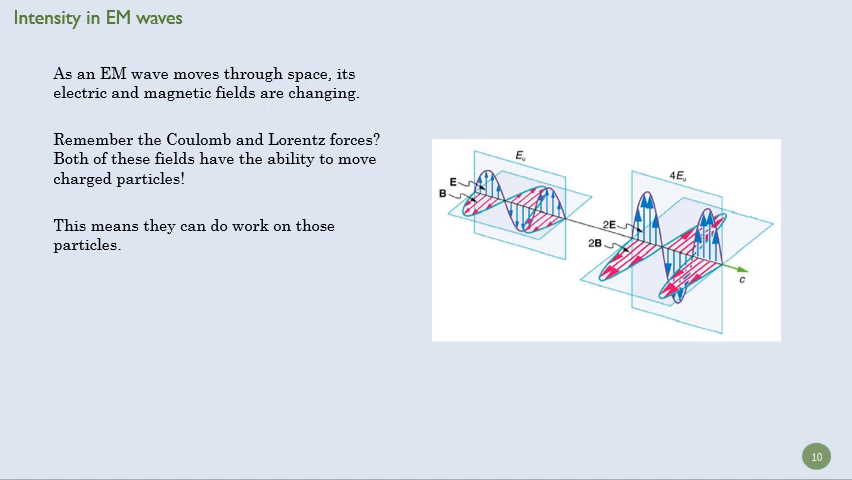 Intensity in EM waves
As an EM wave moves through space, its
electric and magnetic fields are changing.
Remember the Coulomb and Lorentz forces?
Both of these fields have the ability to move
charged particles!
This means they can do work on those
particles.
Eu
E
B
4Eu
2E
2B
c
10